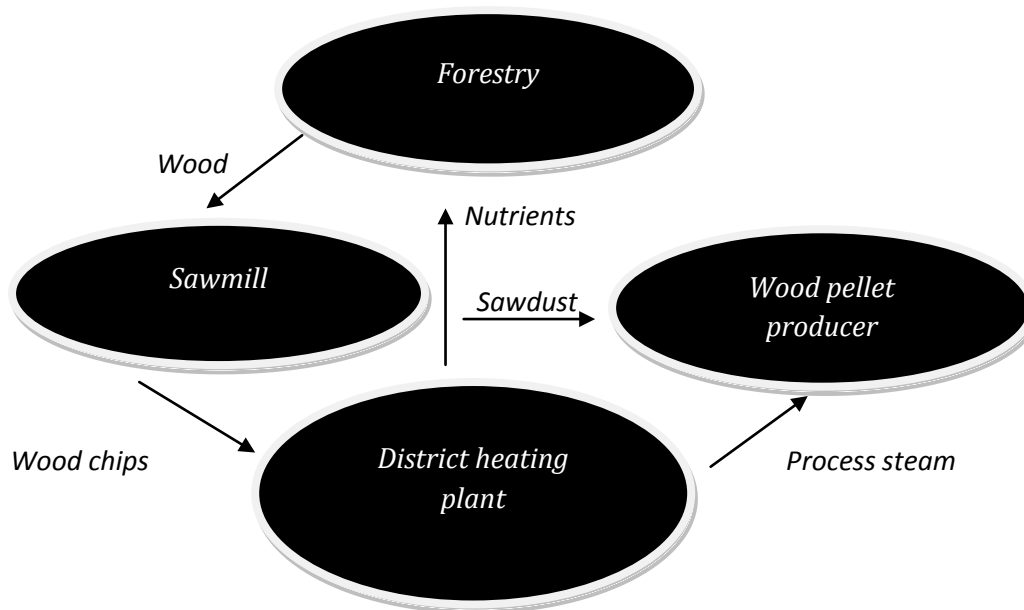 Forestry
Wood
Nutrients
Sawmill
Sawdust
Wood pellet
producer
Wood chips
District heating
plant
Process steam